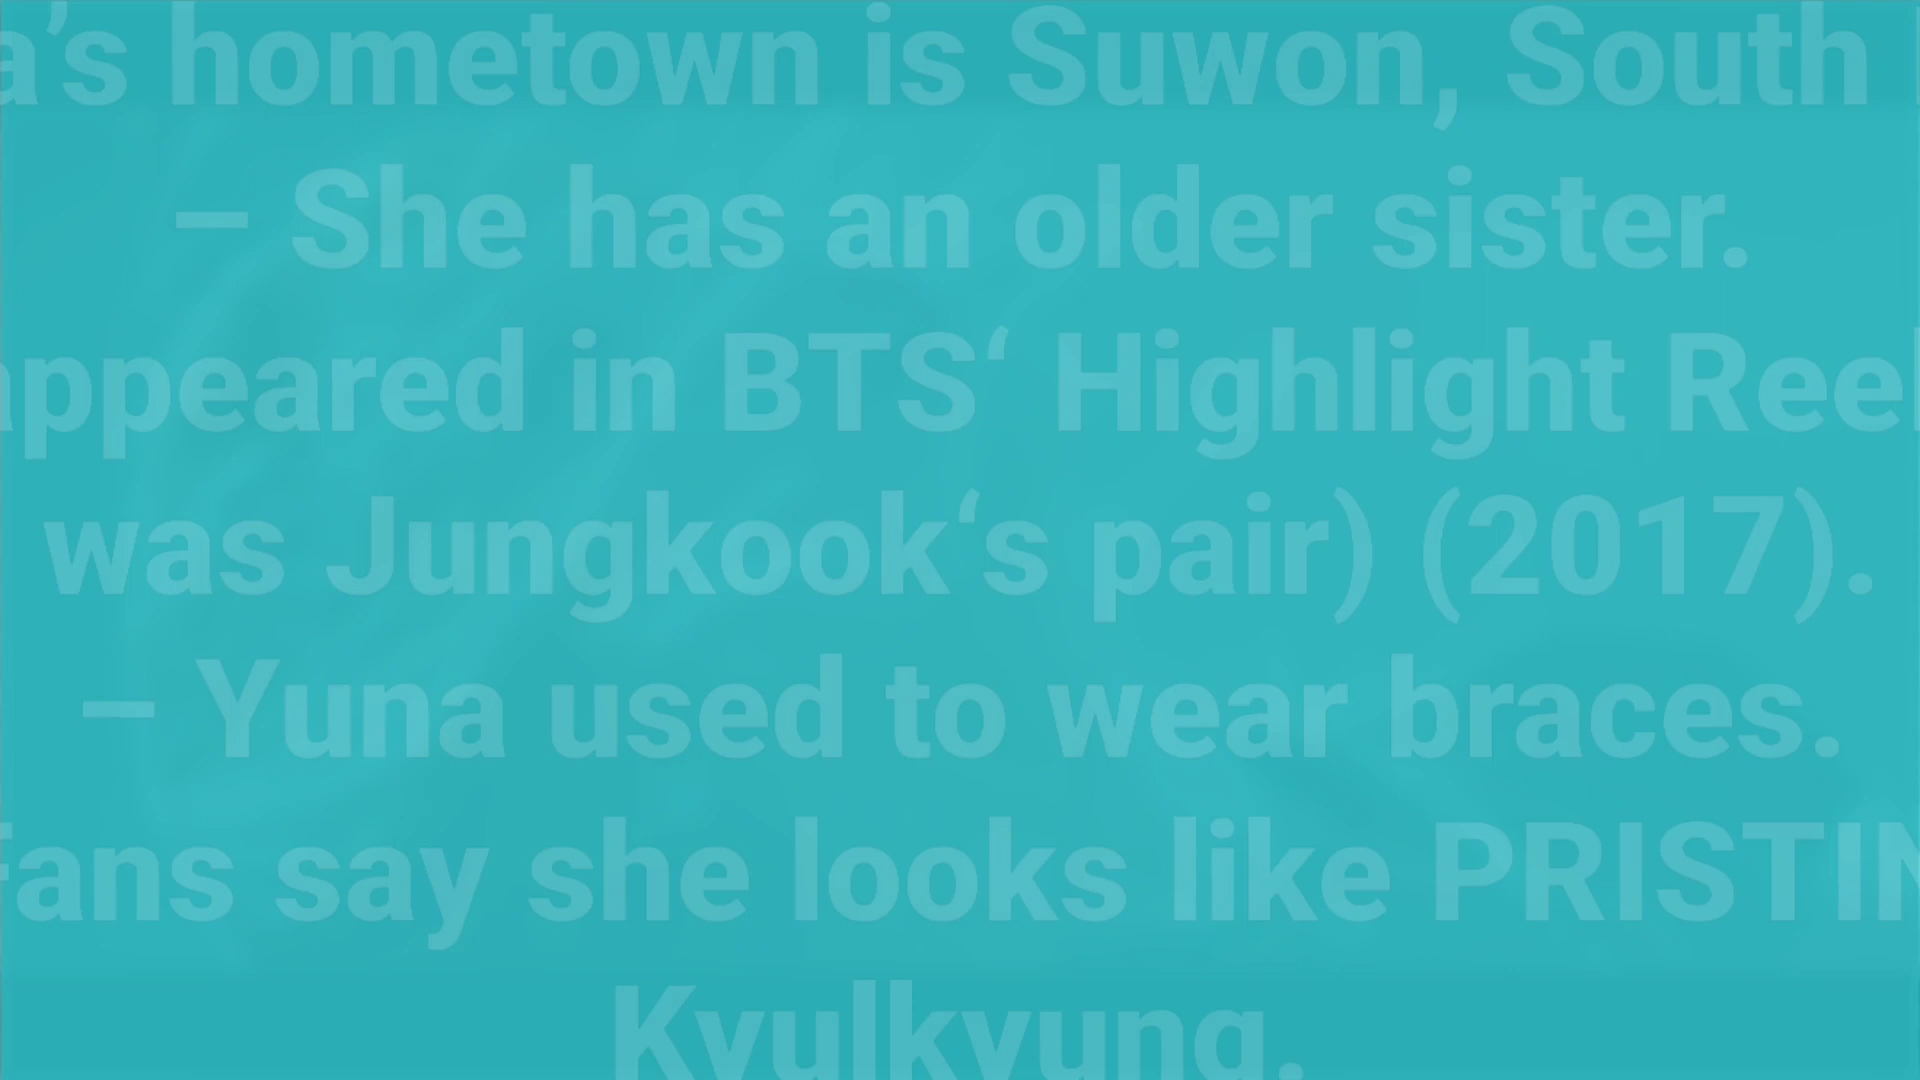 a’s hometown is Suwon, South
– She has an older sister.
appeared in BTS‘ Highlight Reel
was Jungkook‘s pair) (2017).
– Yuna used to wear braces.
fans say she looks like PRISTIN
Kyulkyung.